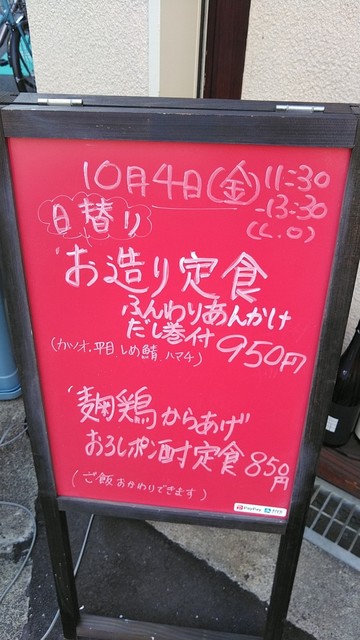 10月4日(金) 11:30
-13:30
(L.O)
日替り
"お造り定食
ふんわりあんかけ
だし巻付 950円
(カツオ、平目、しめ鯖、ハマチ)
"麹鶏からあげ"
おろしポン酢定食 850円
(ご飯おかわりできます)
PayPay